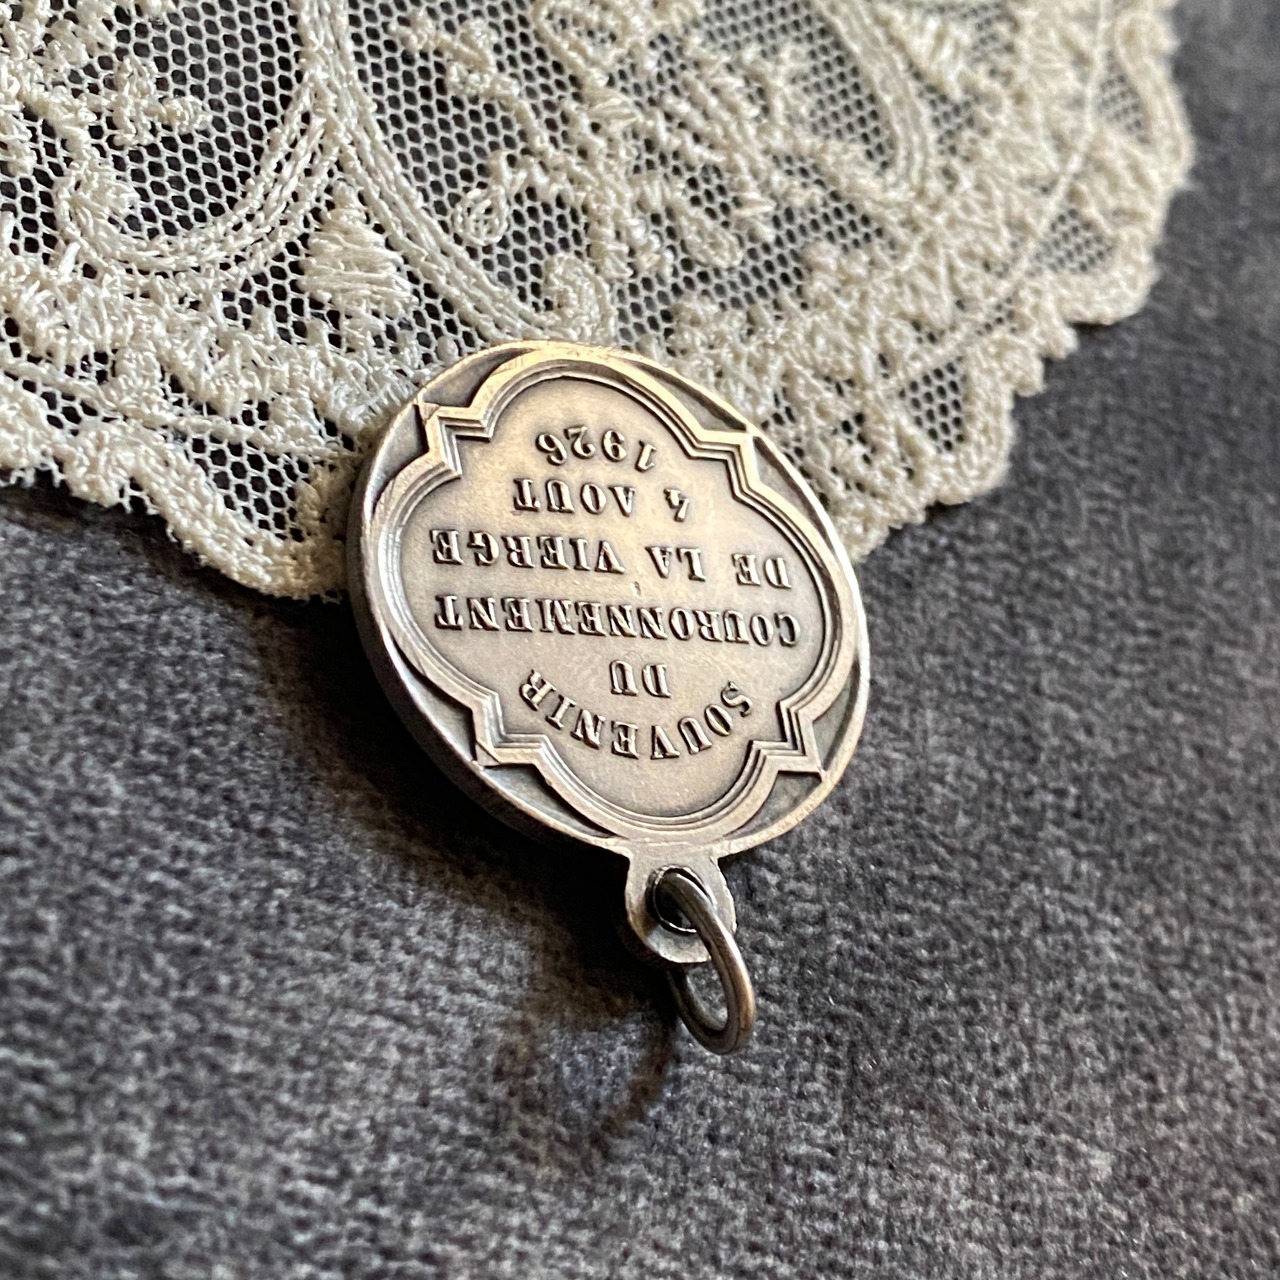 SOUVENIR
DU
COURONNEMENT
DE LA VIERGE
4 AOUT
1926